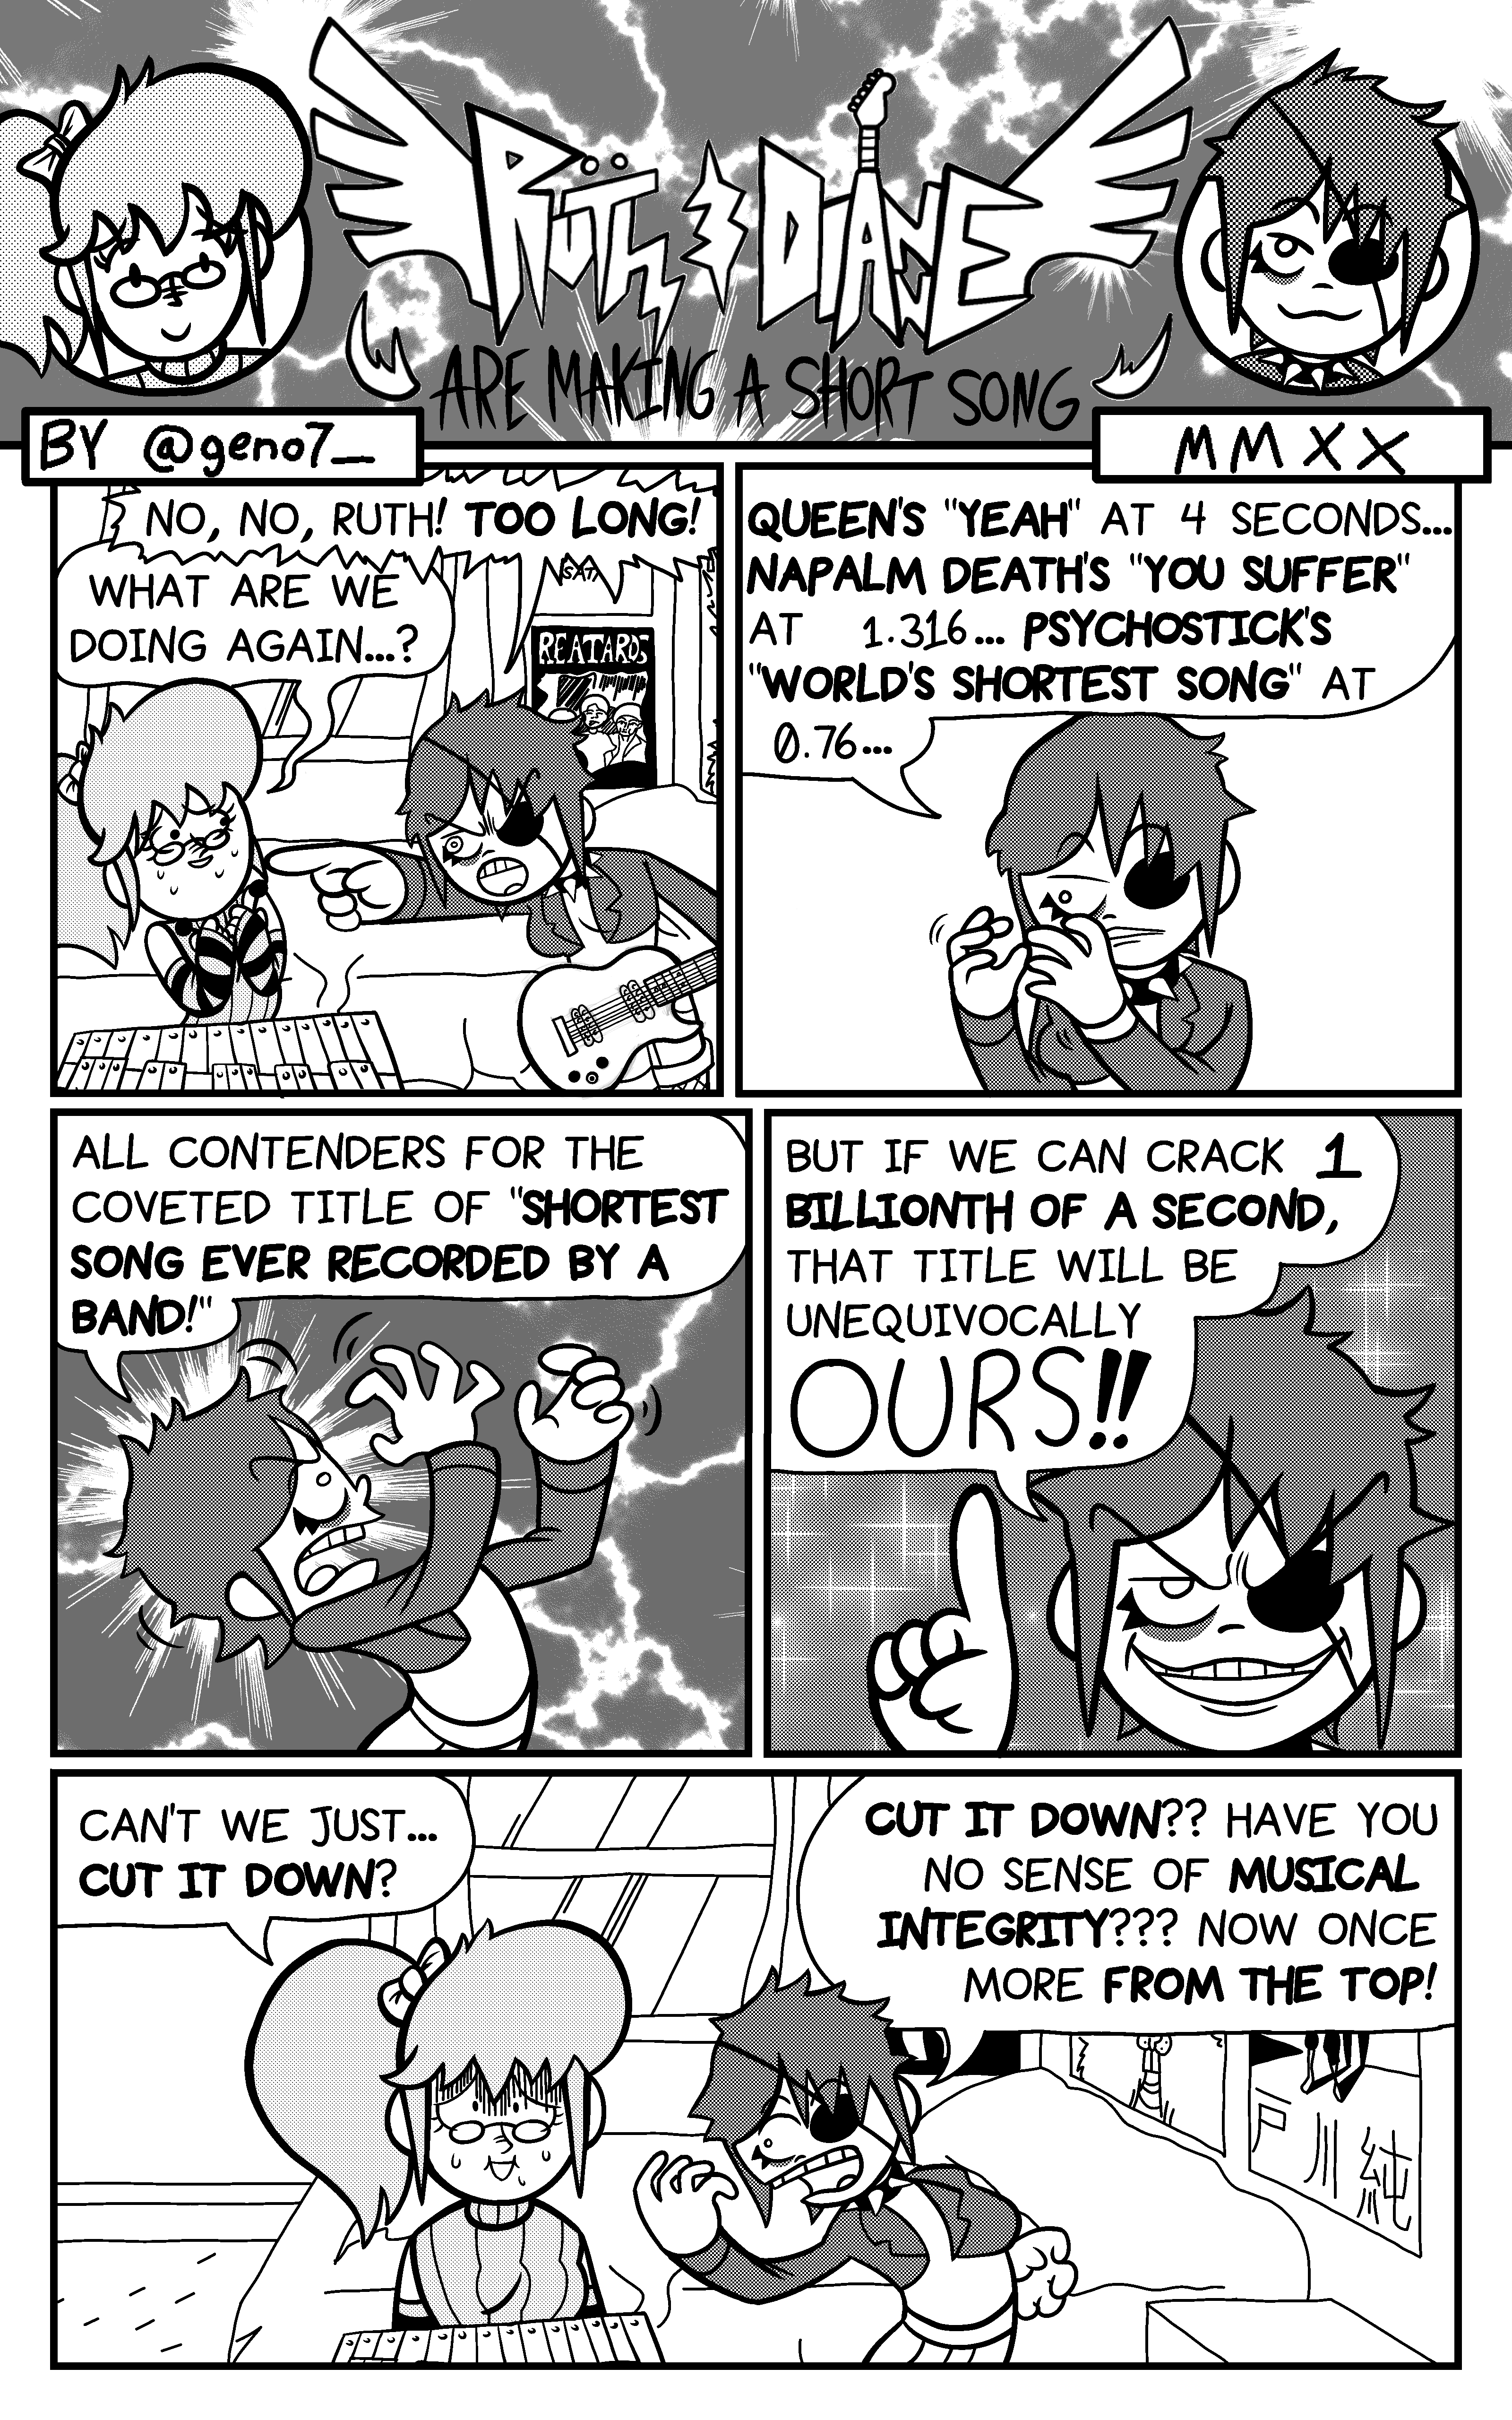 RÜTH & DIANE
ARE MAKING A SHORT SONG
BY @geno7_
MMXX
NO, NO, RUTH! TOO LONG!
WHAT ARE WE
DOING AGAIN...?
REATARDS
QUEEN'S "YEAH" AT 4 SECONDS...
NAPALM DEATH'S "YOU SUFFER"
AT 1.316... PSYCHOSTICK'S
"WORLD'S SHORTEST SONG" AT
0.76...
ALL CONTENDERS FOR THE
COVETED TITLE OF "SHORTEST
SONG EVER RECORDED BY A
BAND!"
BUT IF WE CAN CRACK 1
BILLIONTH OF A SECOND,
THAT TITLE WILL BE
UNEQUIVOCALLY
OURS!!
CAN'T WE JUST...
CUT IT DOWN?
CUT IT DOWN?? HAVE YOU
NO SENSE OF MUSICAL
INTEGRITY??? NOW ONCE
MORE FROM THE TOP!